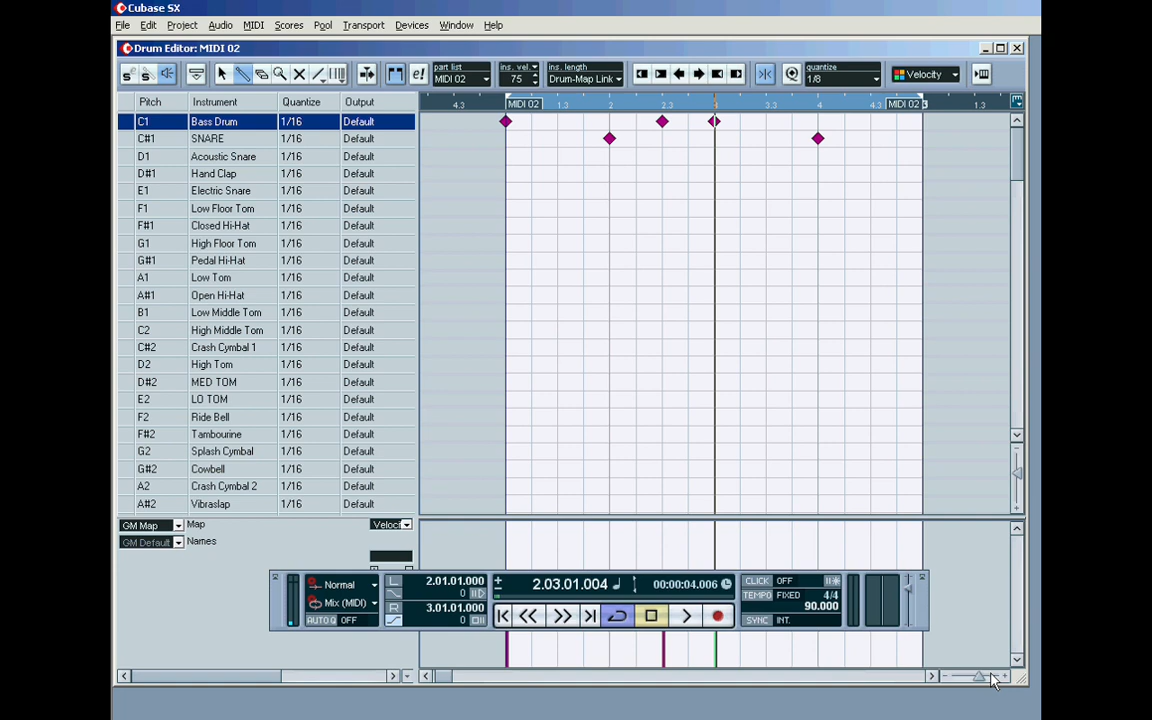 Cubase SX
File Edit Project Audio MIDI Scores Pool Transport Devices Window Help
Drum Editor: MIDI 02
part list ins. vel. ins. length quantize
MIDI 02 75 Drum-Map Link 1/8 Velocity
Pitch Instrument Quantize Output
4.3 MIDI 02 1.3 2 2.3 3.3 4 4.3 MIDI 02 1.3
C1 Bass Drum 1/16 Default
C#1 SNARE 1/16 Default
D1 Acoustic Snare 1/16 Default
D#1 Hand Clap 1/16 Default
E1 Electric Snare 1/16 Default
F1 Low Floor Tom 1/16 Default
F#1 Closed Hi-Hat 1/16 Default
G1 High Floor Tom 1/16 Default
G#1 Pedal Hi-Hat 1/16 Default
A1 Low Tom 1/16 Default
A#1 Open Hi-Hat 1/16 Default
B1 Low Middle Tom 1/16 Default
C2 High Middle Tom 1/16 Default
C#2 Crash Cymbal 1 1/16 Default
D2 High Tom 1/16 Default
D#2 MED TOM 1/16 Default
E2 LO TOM 1/16 Default
F2 Ride Bell 1/16 Default
F#2 Tambourine 1/16 Default
G2 Splash Cymbal 1/16 Default
G#2 Cowbell 1/16 Default
A2 Crash Cymbal 2 1/16 Default
A#2 Vibraslap 1/16 Default
GM Map Map Veloci
GM Default Names
Normal L 2.01.01.000 2.03.01.004 00:00:04.006 CLICK OFF
0
Mix (MIDI) R 3.01.01.000 TEMPO FIXED 4/4
90.000
AUTO Q OFF 0 SYNC INT.